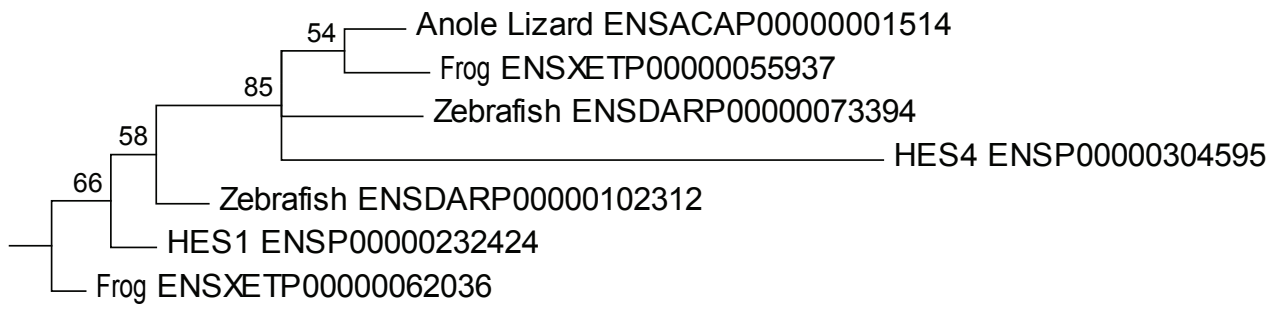 Anole Lizard ENSACAP00000001514
54
Frog ENSXETP00000055937
85
Zebrafish ENSDARP00000073394
58
HES4 ENSP00000304595
66
Zebrafish ENSDARP00000102312
HES1 ENSP00000232424
Frog ENSXETP00000062036